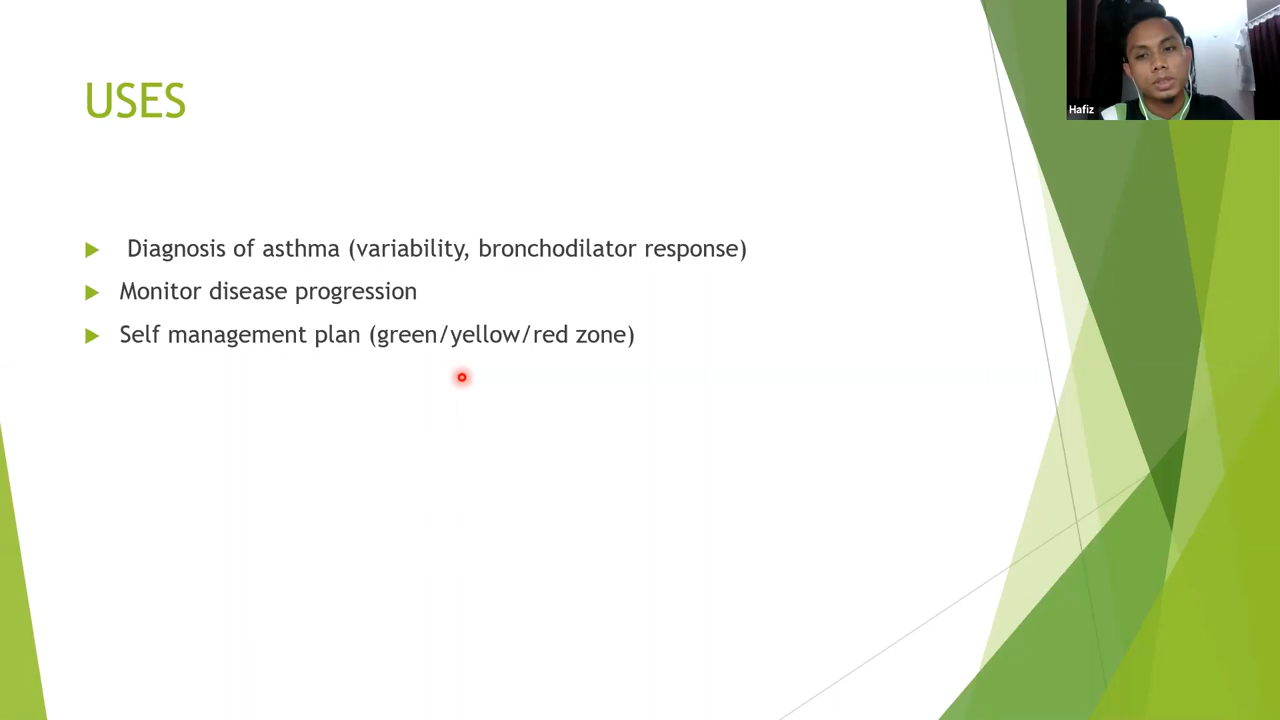 USES
Diagnosis of asthma (variability, bronchodilator response)
Monitor disease progression
Self management plan (green/yellow/red zone)
Hafiz